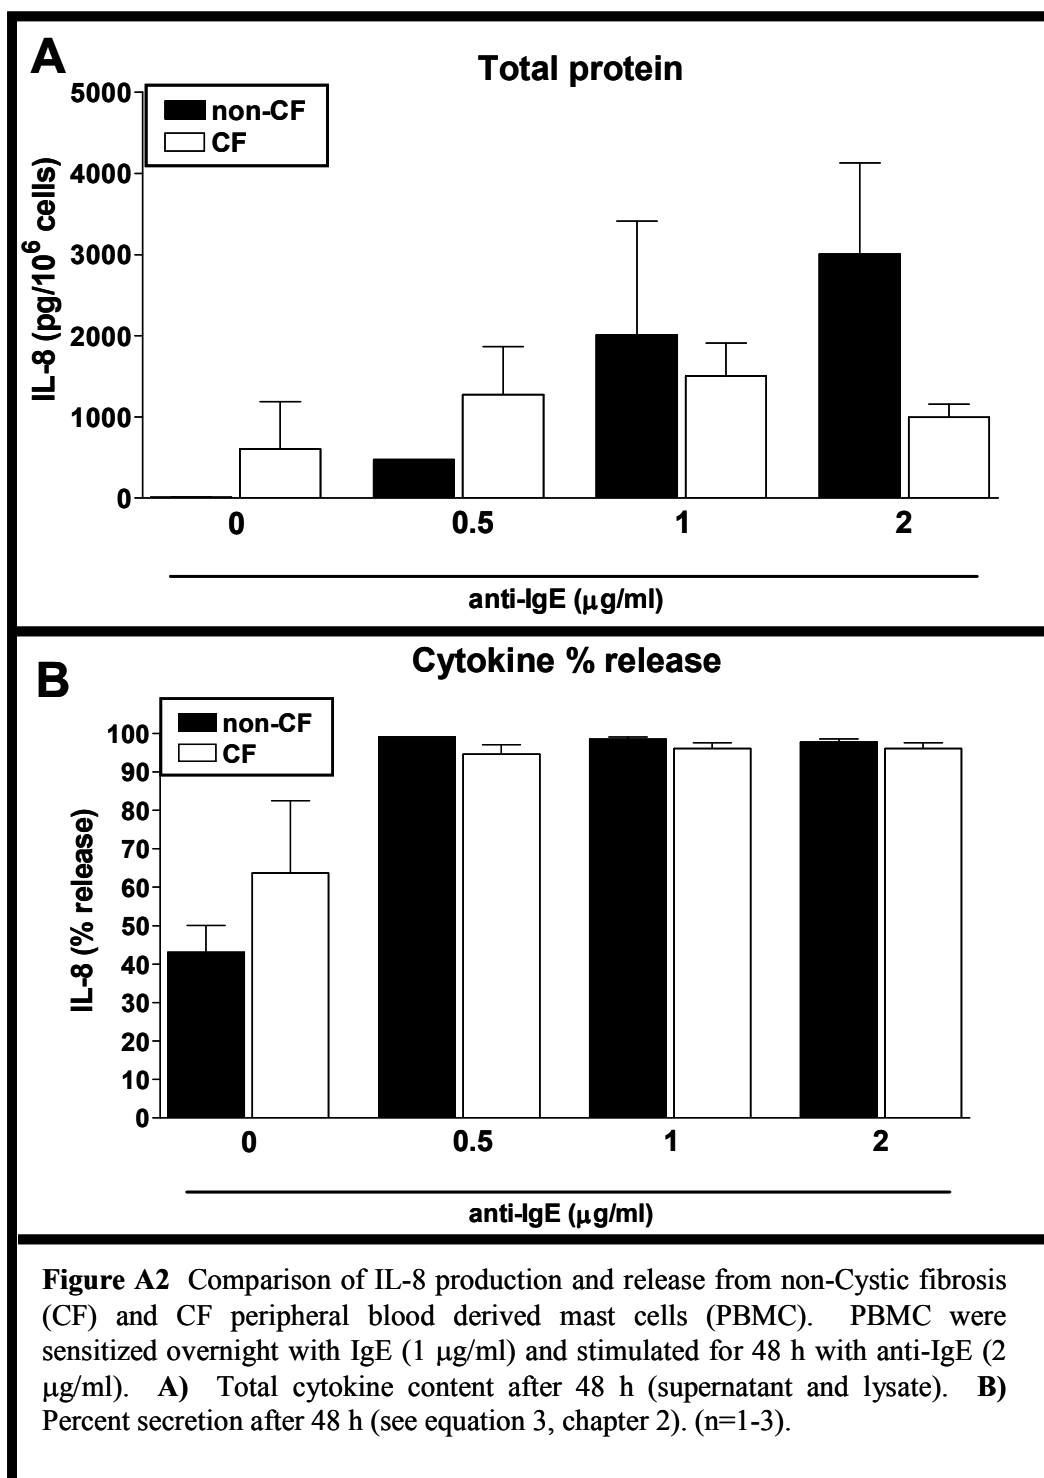 A
Total protein
non-CF
CF
5000
4000
3000
2000
1000
0
IL-8 (pg/10⁶ cells)
0 0.5 1 2
anti-IgE (μg/ml)
B
Cytokine % release
non-CF
CF
100
90
80
70
60
50
40
30
20
10
0
IL-8 (% release)
0 0.5 1 2
anti-IgE (μg/ml)
Figure A2 Comparison of IL-8 production and release from non-Cystic fibrosis
(CF) and CF peripheral blood derived mast cells (PBMC). PBMC were
sensitized overnight with IgE (1 μg/ml) and stimulated for 48 h with anti-IgE (2
μg/ml). A) Total cytokine content after 48 h (supernatant and lysate). B)
Percent secretion after 48 h (see equation 3, chapter 2). (n=1-3).